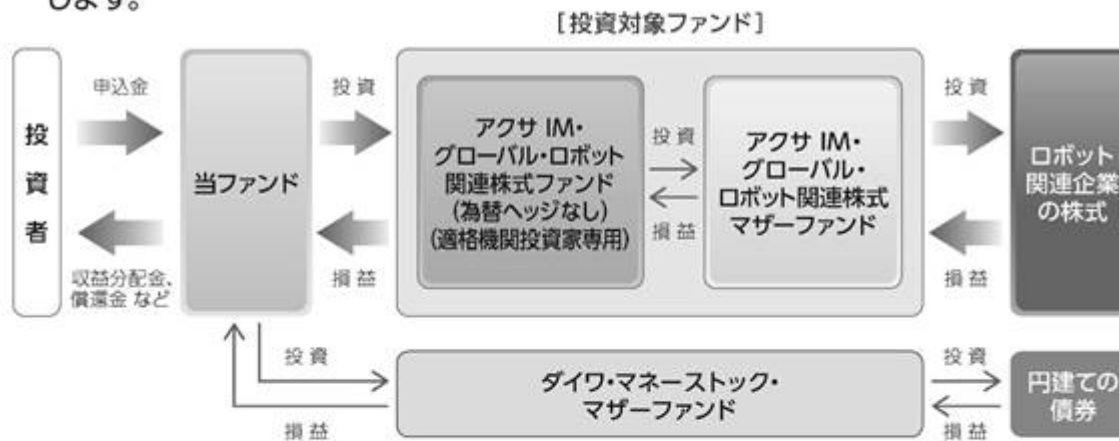 します。
[投資対象ファンド]
投資者
申込金
収益分配金、
償還金 など
当ファンド
投資
損益
アクサ IM・
グローバル・ロボット
関連株式ファンド
(為替ヘッジなし)
(適格機関投資家専用)
投資
損益
アクサ IM・
グローバル・
ロボット関連株式
マザーファンド
投資
損益
ロボット
関連企業
の株式
投資
損益
ダイワ・マネーストック・
マザーファンド
投資
損益
円建ての
債券